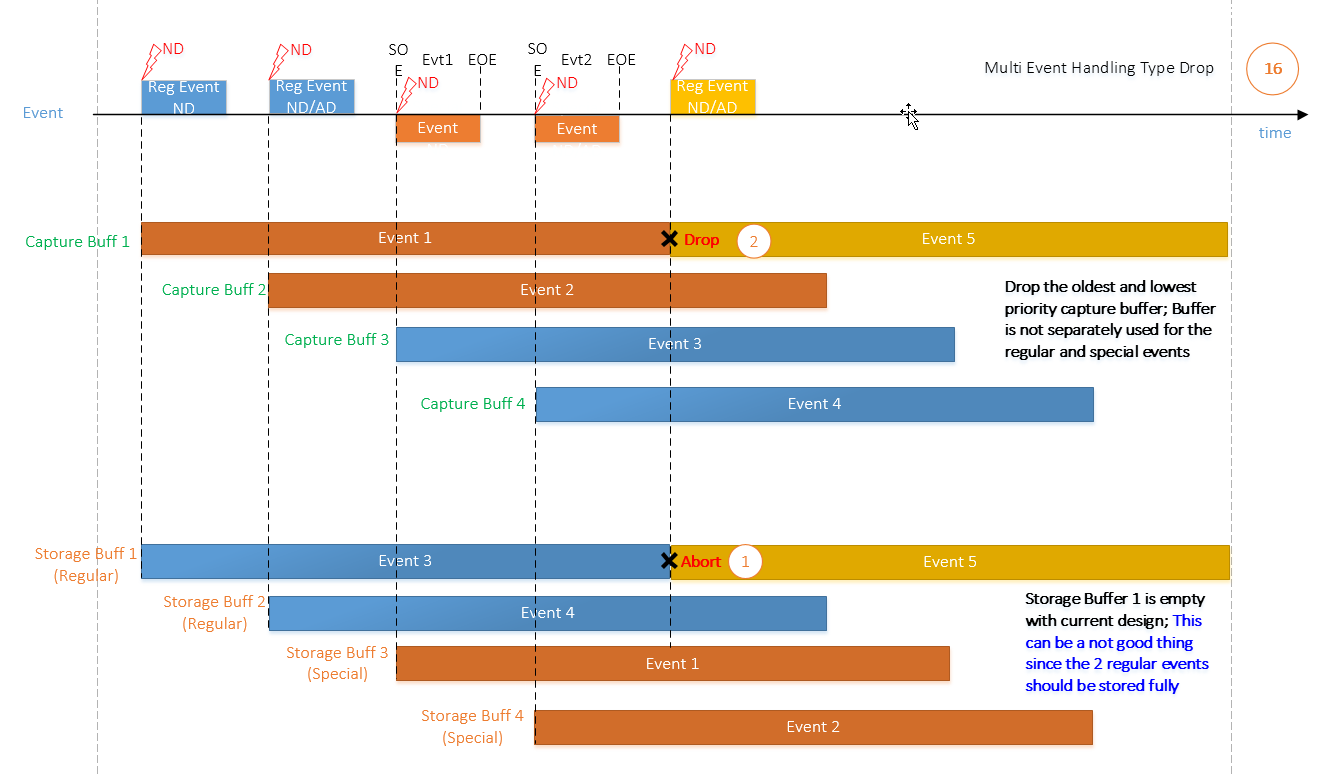 ND
ND
SO
E
Evt1
EOE
ND
SO
E
Evt2
EOE
ND
ND
Multi Event Handling Type Drop
16
Reg Event
ND
Reg Event
ND/AD
Reg Event
ND/AD
Event
Event
Event
time
Capture Buff 1
Event 1
Drop
2
Event 5
Capture Buff 2
Event 2
Drop the oldest and lowest
priority capture buffer; Buffer
is not separately used for the
regular and special events
Capture Buff 3
Event 3
Capture Buff 4
Event 4
Storage Buff 1
(Regular)
Event 3
Abort
1
Event 5
Storage Buff 2
(Regular)
Event 4
Storage Buffer 1 is empty
with current design; This
can be a not good thing
since the 2 regular events
should be stored fully
Storage Buff 3
(Special)
Event 1
Storage Buff 4
(Special)
Event 2